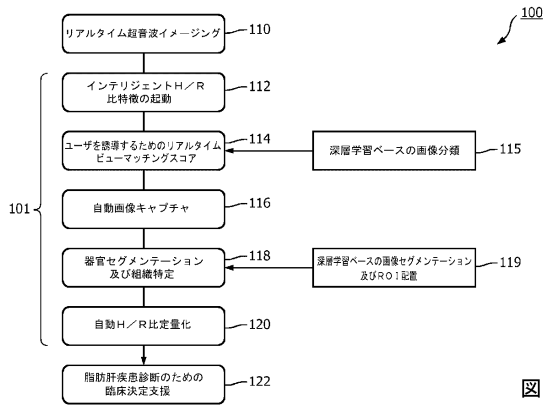 100
リアルタイム超音波イメージング
110
インテリジェントH/R
比特徴の起動
112
ユーザを誘導するためのリアルタイム
ビューマッチングスコア
114
深層学習ベースの画像分類
115
101
自動画像キャプチャ
116
器官セグメンテーション
及び組織特定
118
深層学習ベースの画像セグメンテーション
及びROI配置
119
自動H/R比定量化
120
脂肪肝疾患診断のための
臨床決定支援
122
図